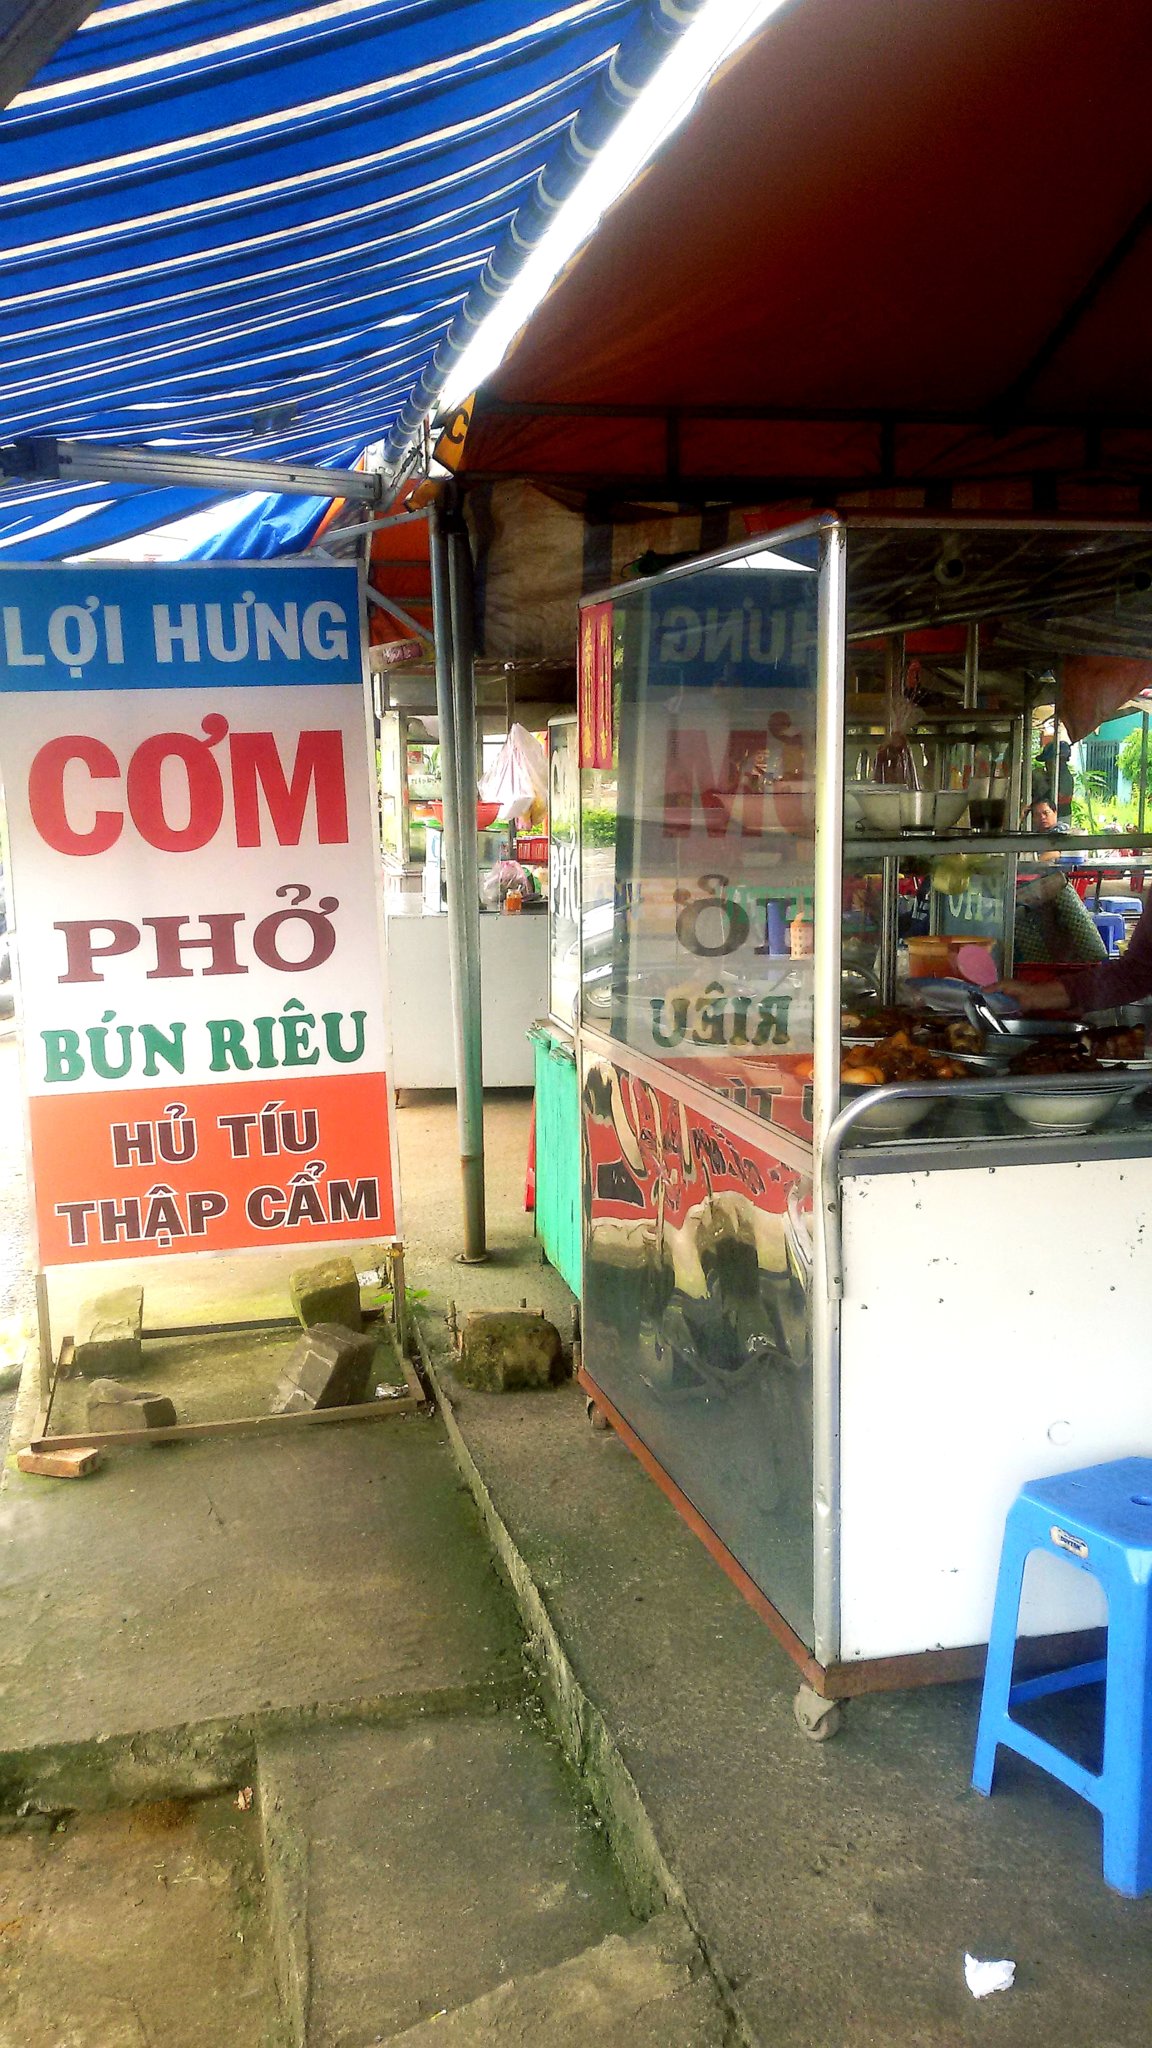 LỢI HƯNG
CƠM
PHỞ
BÚN RIÊU
HỦ TÍU
THẬP CẨM